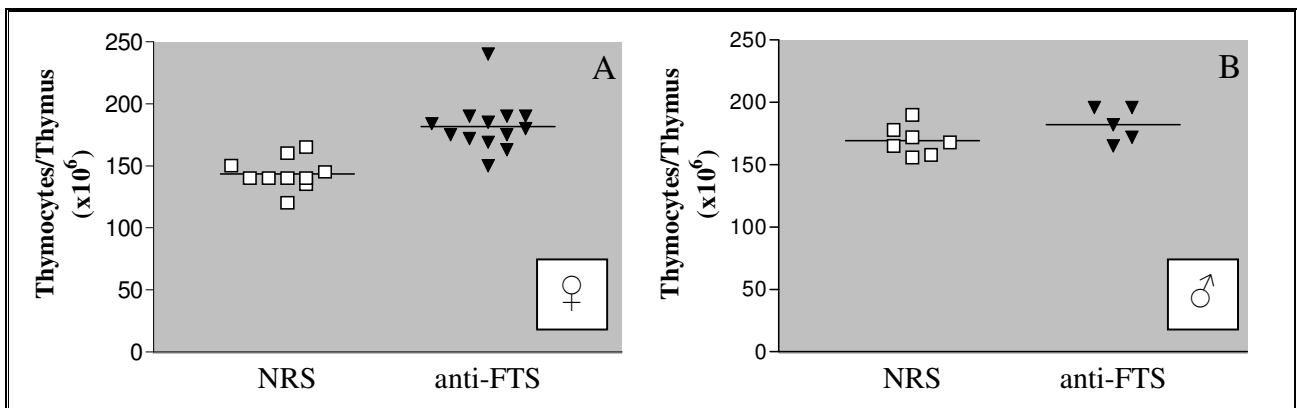 A
Thymocytes/Thymus
(x10⁶)
250
200
150
100
50
0
NRS
anti-FTS
♀
B
Thymocytes/Thymus
(x10⁶)
250
200
150
100
50
0
NRS
anti-FTS
♂